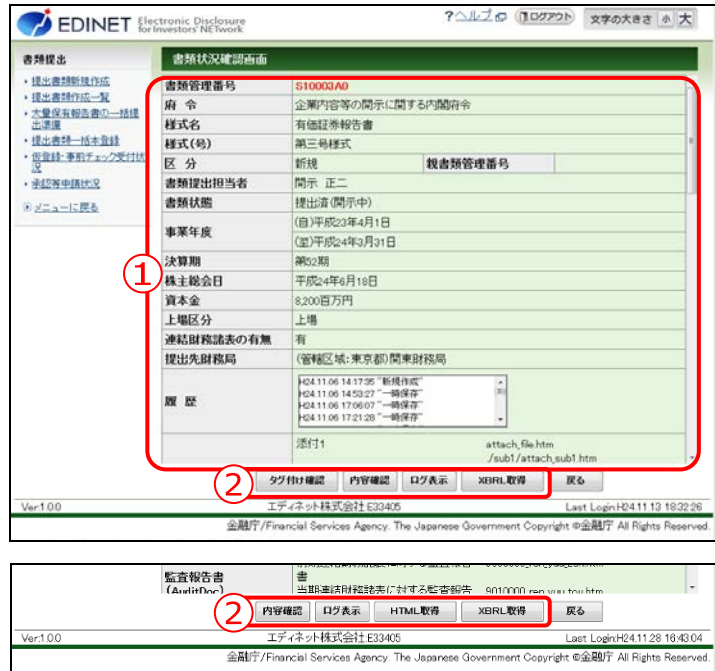 EDINET Electronic Disclosure for Investors' NETwork
?ヘルプ ログアウト 文字の大きさ 小 大
書類提出
・提出書類新規作成
・提出書類作成一覧
・大量保有報告書の一括提出準備
・提出書類一括本登録
・仮登録・事前チェック受付状況
・承認等申請状況
メニューに戻る
書類状況確認画面
①
書類管理番号 S10003A0
府 令 企業内容等の開示に関する内閣府令
様式名 有価証券報告書
様式(号) 第三号様式
区 分 新規 親書類管理番号
書類提出担当者 開示 正二
書類状態 提出済(開示中)
事業年度 (自)平成23年4月1日
(至)平成24年3月31日
決算期 第52期
株主総会日 平成24年6月18日
資本金 8,200百万円
上場区分 上場
連結財務諸表の有無 有
提出先財務局 (管轄区域:東京都)関東財務局
履 歴
H24.11.06 14:17:35 "新規作成"
H24.11.06 14:53:27 "一時保存"
H24.11.06 17:06:07 "一時保存"
H24.11.06 17:21:28 "一時保存"
添付1 attach_file.htm
/sub1/attach_sub1.htm
② タグ付け確認 内容確認 ログ表示 XBRL取得 戻る
Ver:1.0.0 エディネット株式会社:E33405 Last Login:H24.11.13 18:32:26
金融庁/Financial Services Agency. The Japanese Government Copyright ©金融庁 All Rights Reserved.
監査報告書 書
(AuditDoc) 当期連結財務諸表に対する監査報告 9010000_ren_yuu_tou.htm
② 内容確認 ログ表示 HTML取得 XBRL取得 戻る
Ver:1.0.0 エディネット株式会社:E33405 Last Login:H24.11.28 16:43:04
金融庁/Financial Services Agency. The Japanese Government Copyright ©金融庁 All Rights Reserved.